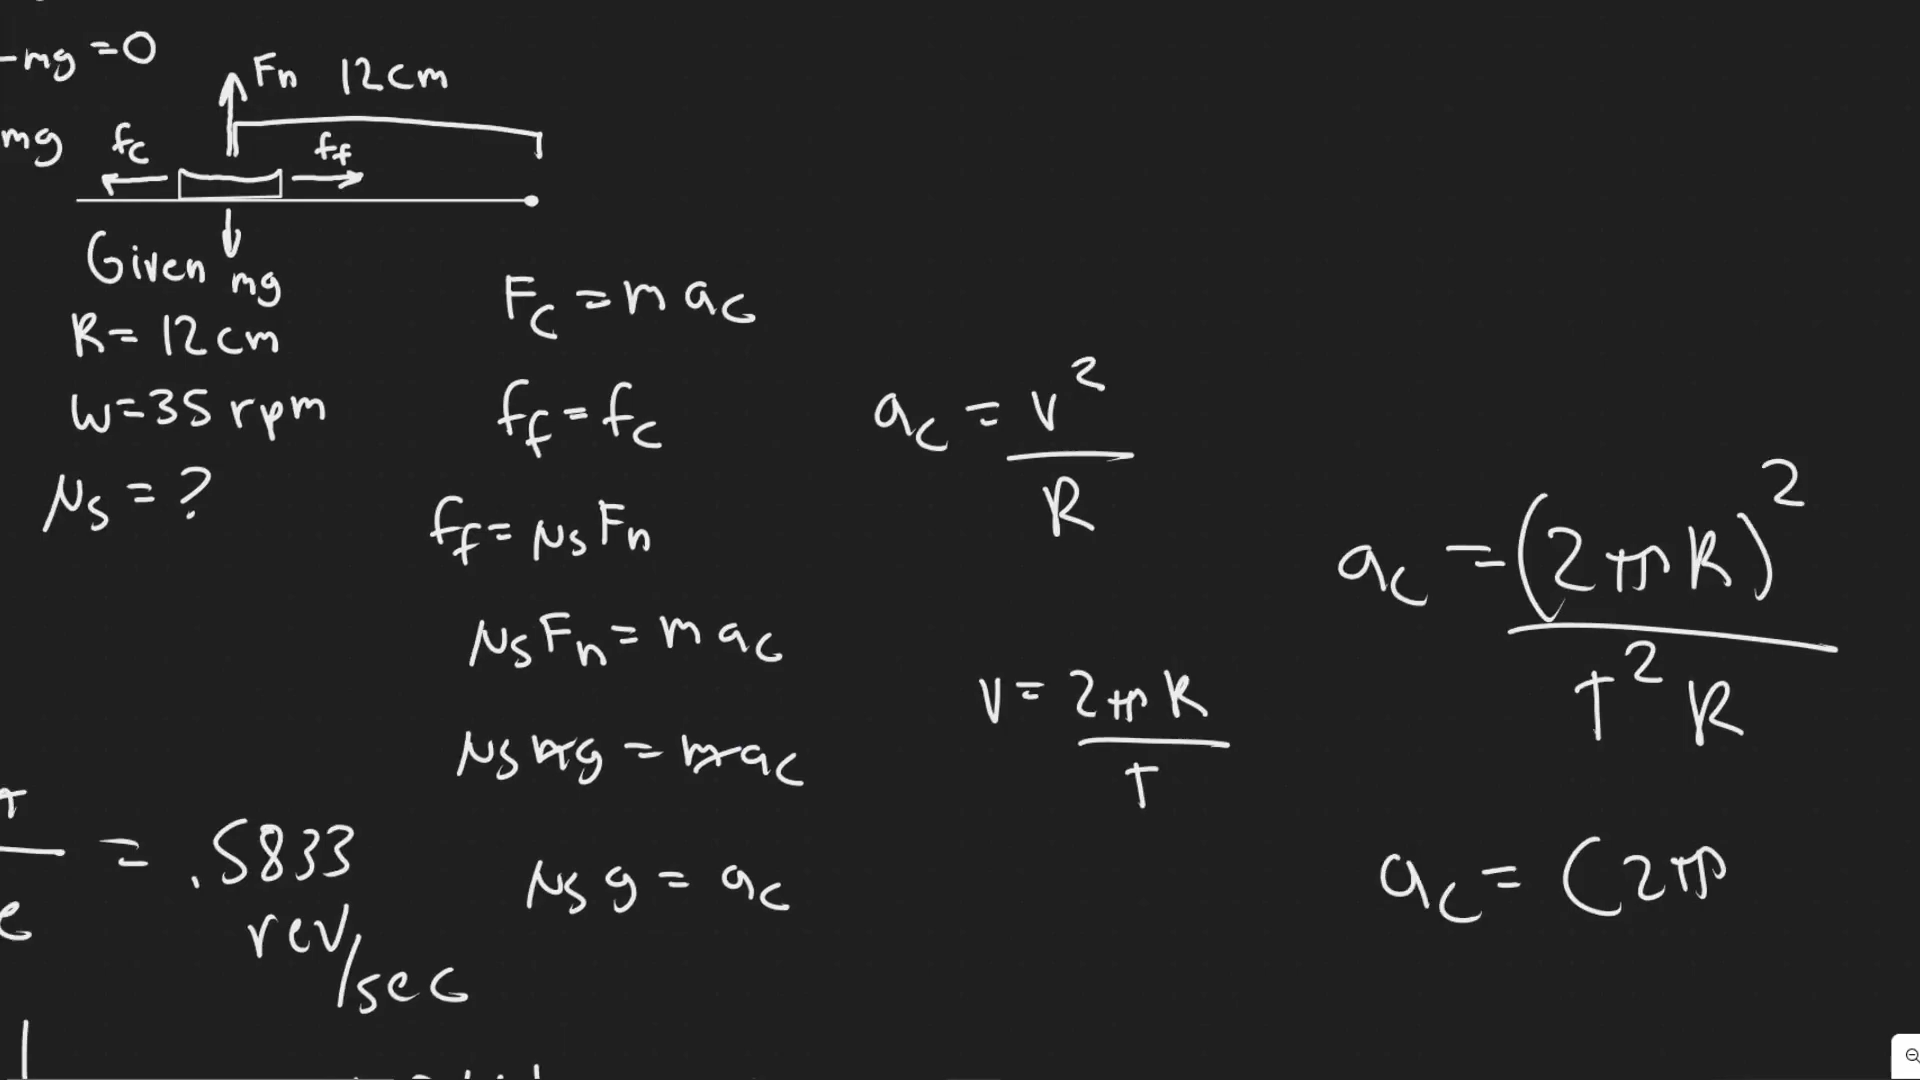 -mg = 0
Fn 12cm
mg fc ff
Given mg
R = 12cm
W = 35 rpm
μs = ?
= .5833
rev/sec
Fc = m ac
ff = fc
ff = μs Fn
μs Fn = m ac
μs mg = m ac
μs g = ac
ac = v²
R
v = 2πR
T
ac = (2πR)²
T² R
ac = (2π